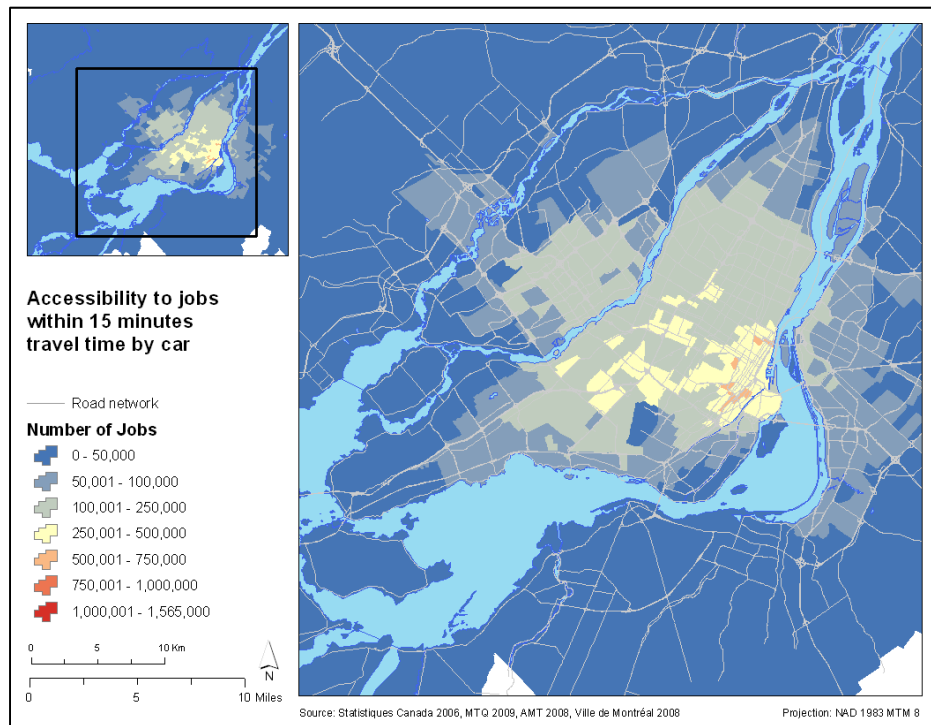 Accessibility to jobs
within 15 minutes
travel time by car
Road network
Number of Jobs
0 - 50,000
50,001 - 100,000
100,001 - 250,000
250,001 - 500,000
500,001 - 750,000
750,001 - 1,000,000
1,000,001 - 1,565,000
0 5 10 Km
N
0 5 10 Miles
Source: Statistiques Canada 2006, MTQ 2009, AMT 2008, Ville de Montréal 2008 Projection: NAD 1983 MTM 8